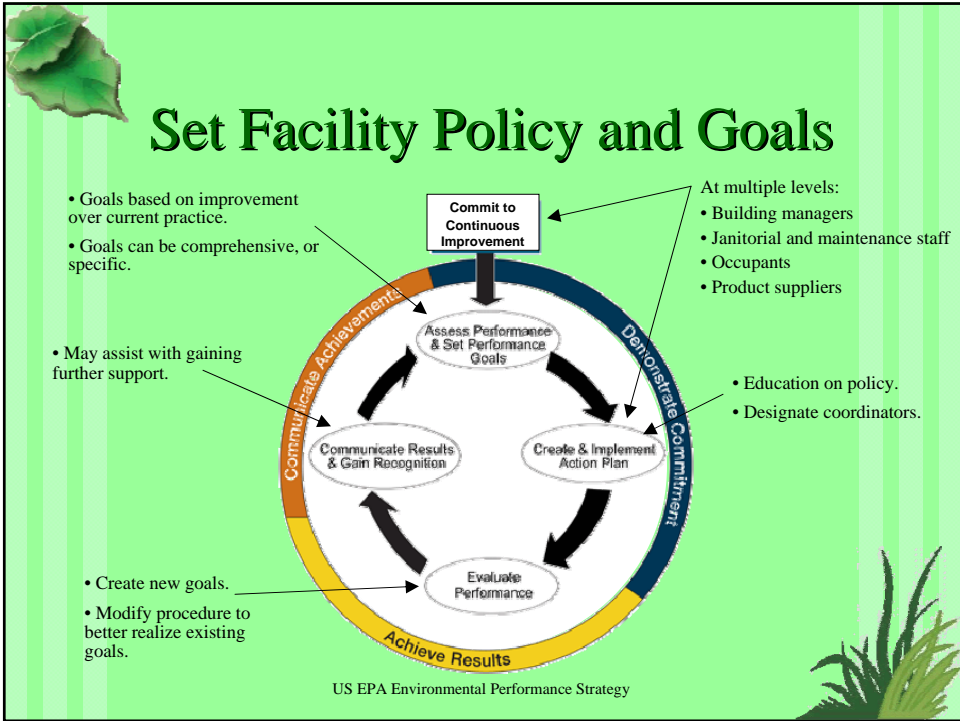 Set Facility Policy and Goals
• Goals based on improvement
over current practice.
• Goals can be comprehensive, or
specific.
Commit to
Continuous
Improvement
At multiple levels:
• Building managers
• Janitorial and maintenance staff
• Occupants
• Product suppliers
Communicate Achievements
Demonstrate Commitment
Assess Performance
& Set Performance
Goals
• May assist with gaining
further support.
• Education on policy.
• Designate coordinators.
Communicate Results
& Gain Recognition
Create & Implement
Action Plan
• Create new goals.
• Modify procedure to
better realize existing
goals.
Evaluate
Performance
Achieve Results
US EPA Environmental Performance Strategy